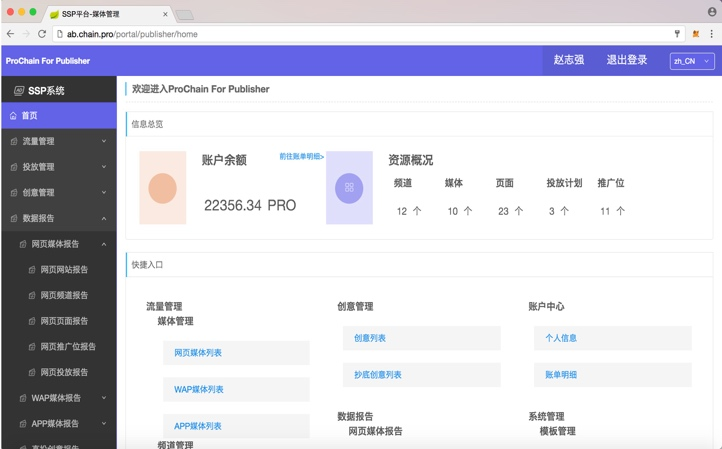 SSP平台-媒体管理
ab.chain.pro/portal/publisher/home
ProChain For Publisher
赵志强
退出登录
zh_CN
SSP系统
首页
流量管理
投放管理
创意管理
数据报告
网页媒体报告
网页网站报告
网页频道报告
网页页面报告
网页推广位报告
网页投放报告
WAP媒体报告
APP媒体报告
欢迎进入ProChain For Publisher
信息总览
账户余额
前往账单明细>
22356.34 PRO
资源概况
频道 媒体 页面 投放计划 推广位
12 个 10 个 23 个 3 个 11 个
快捷入口
流量管理
媒体管理
网页媒体列表
WAP媒体列表
APP媒体列表
频道管理
创意管理
创意列表
抄底创意列表
数据报告
网页媒体报告
账户中心
个人信息
账单明细
系统管理
模板管理